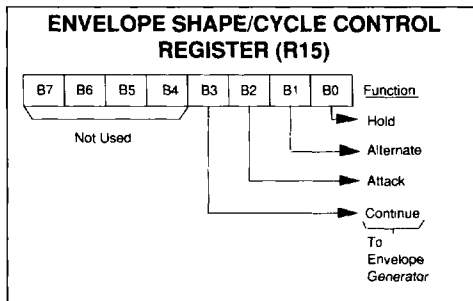 ENVELOPE SHAPE/CYCLE CONTROL
REGISTER (R15)
B7 B6 B5 B4 B3 B2 B1 B0 Function
Hold
Not Used
Alternate
Attack
Continue
To
Envelope
Generator